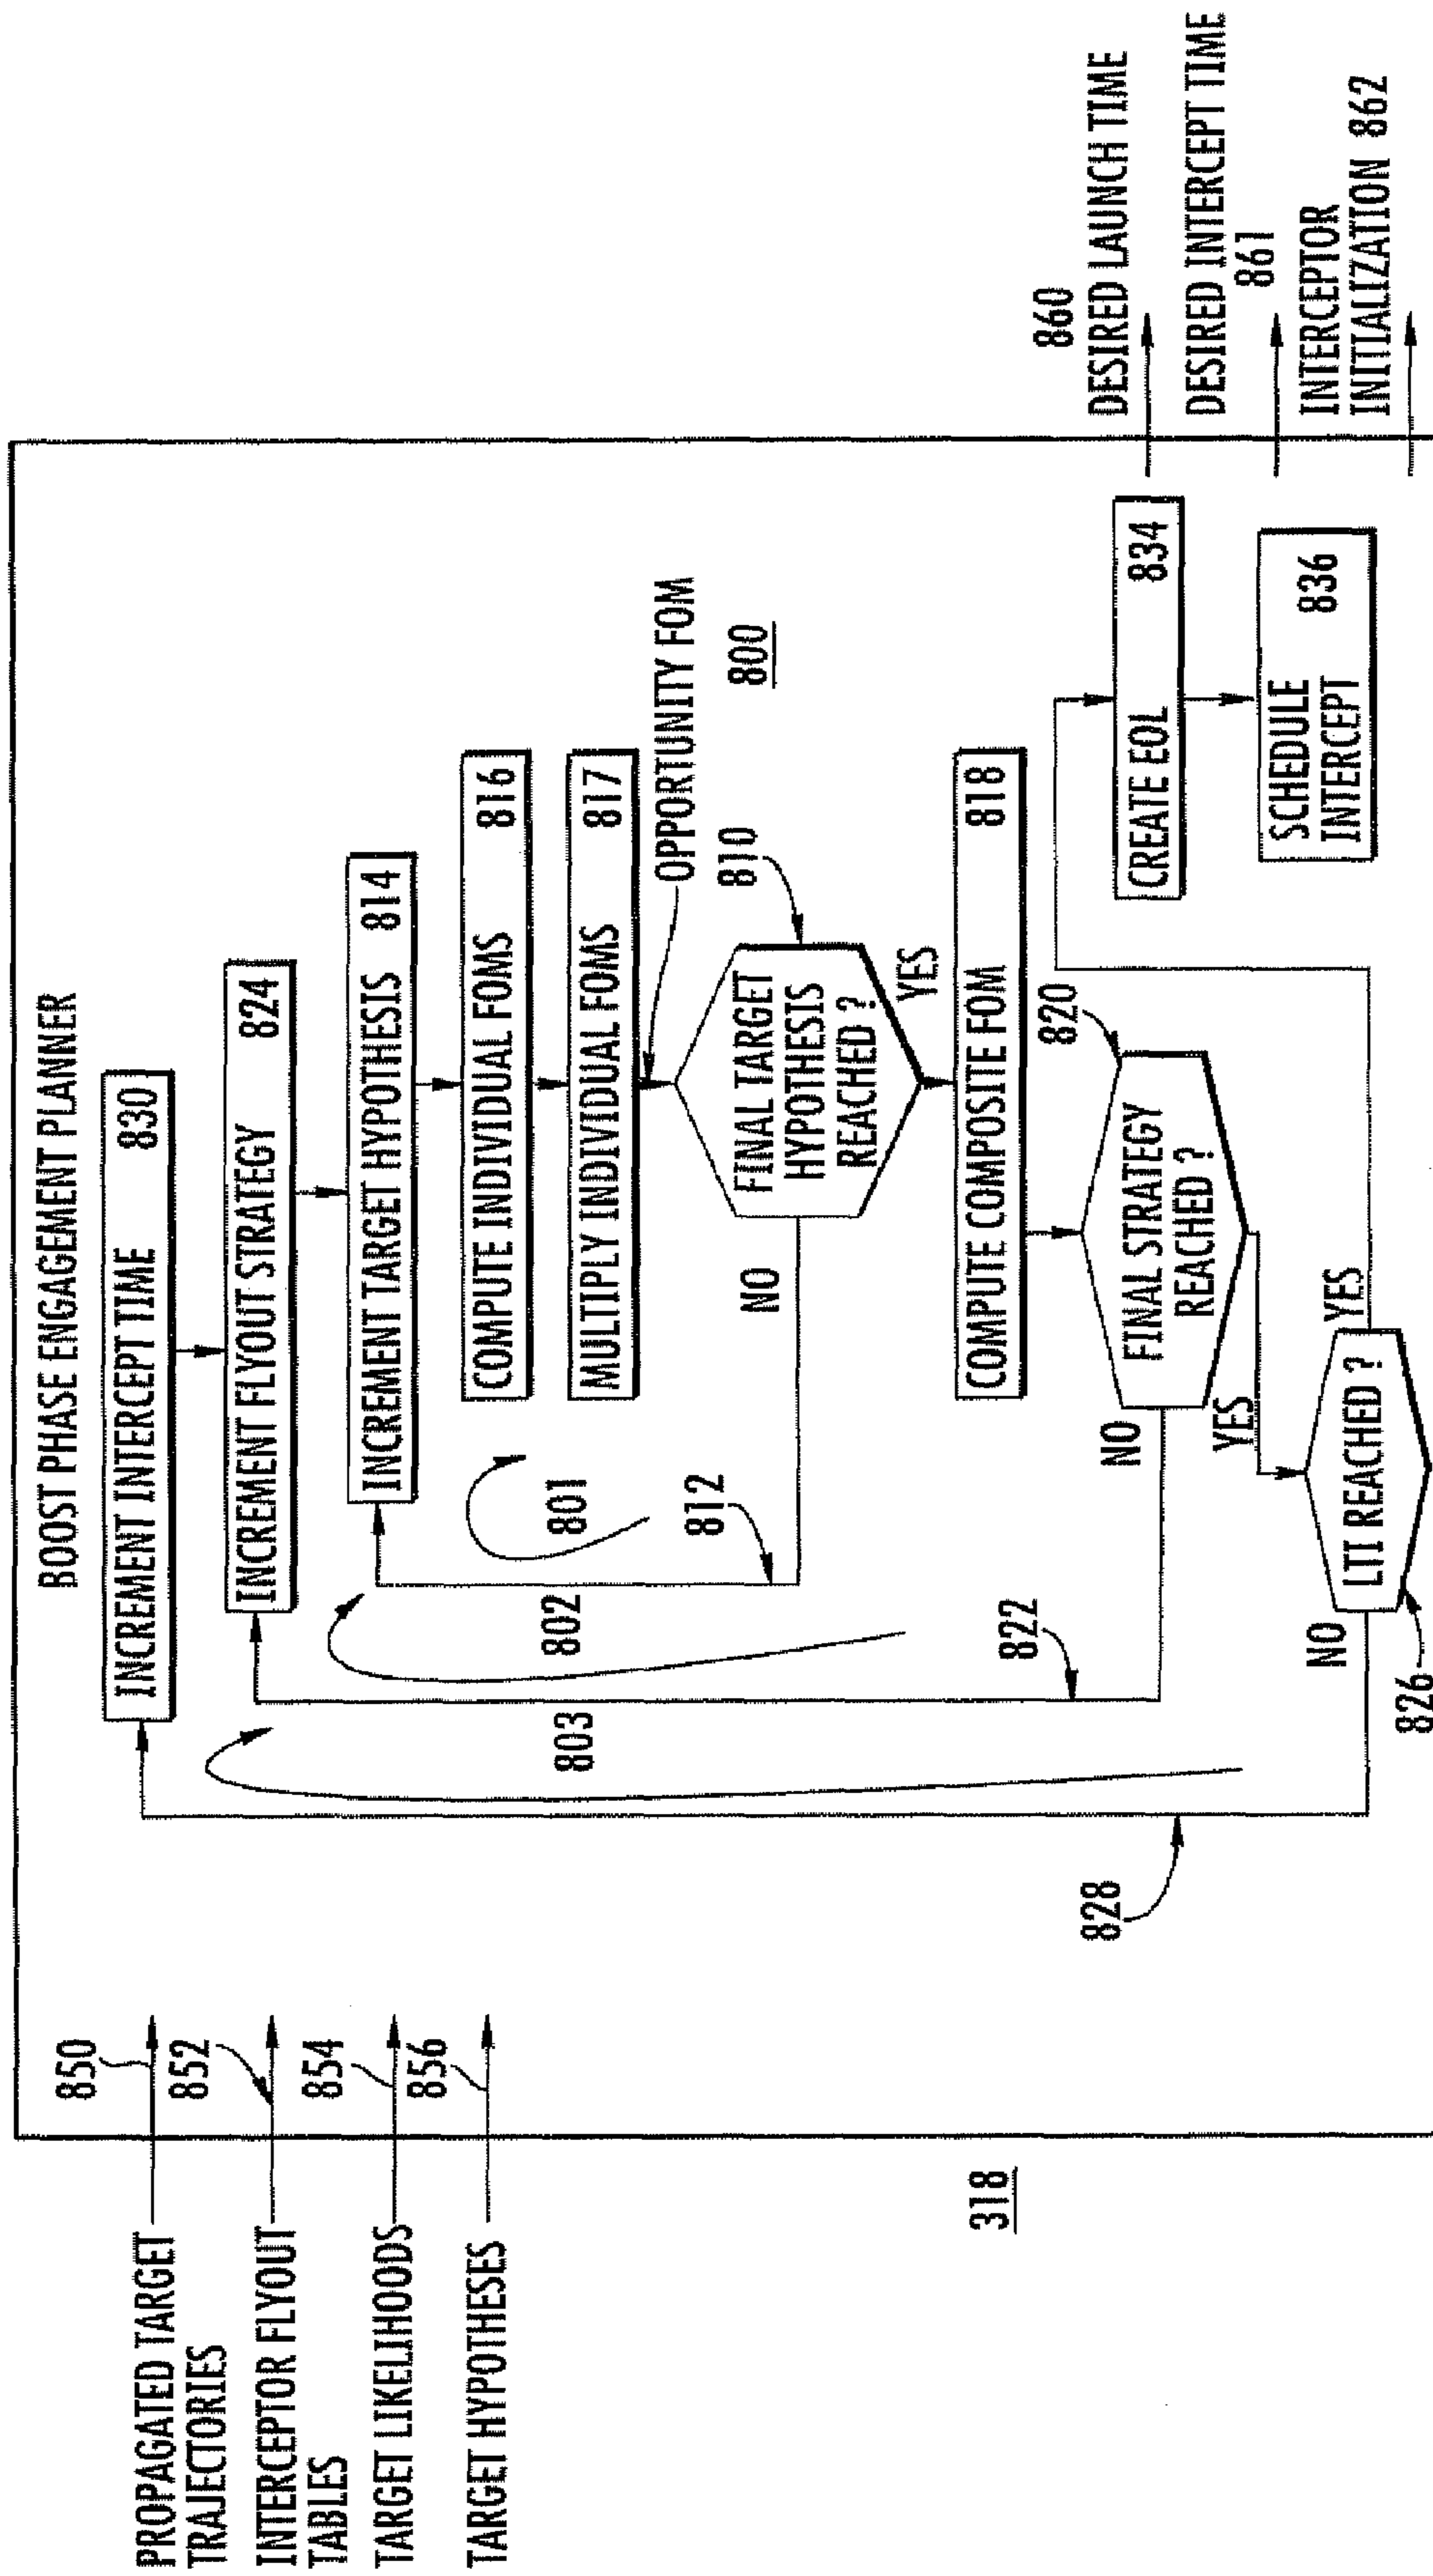 BOOST PHASE ENGAGEMENT PLANNER
850
PROPAGATED TARGET
TRAJECTORIES
852
INTERCEPTOR FLYOUT
TABLES
854
TARGET LIKELIHOODS
856
TARGET HYPOTHESES
318
INCREMENT INTERCEPT TIME 830
INCREMENT FLYOUT STRATEGY 824
INCREMENT TARGET HYPOTHESIS 814
COMPUTE INDIVIDUAL FOMS 816
MULTIPLY INDIVIDUAL FOMS 817
OPPORTUNITY FOM
800
801
802
803
810
FINAL TARGET
HYPOTHESIS
REACHED ?
NO
812
YES
COMPUTE COMPOSITE FOM 818
820
FINAL STRATEGY
REACHED ?
NO
822
YES
LTI REACHED ?
NO
826
828
YES
CREATE EOL 834
SCHEDULE
INTERCEPT 836
860
DESIRED LAUNCH TIME
DESIRED INTERCEPT TIME
861
INTERCEPTOR
INITIALIZATION 862